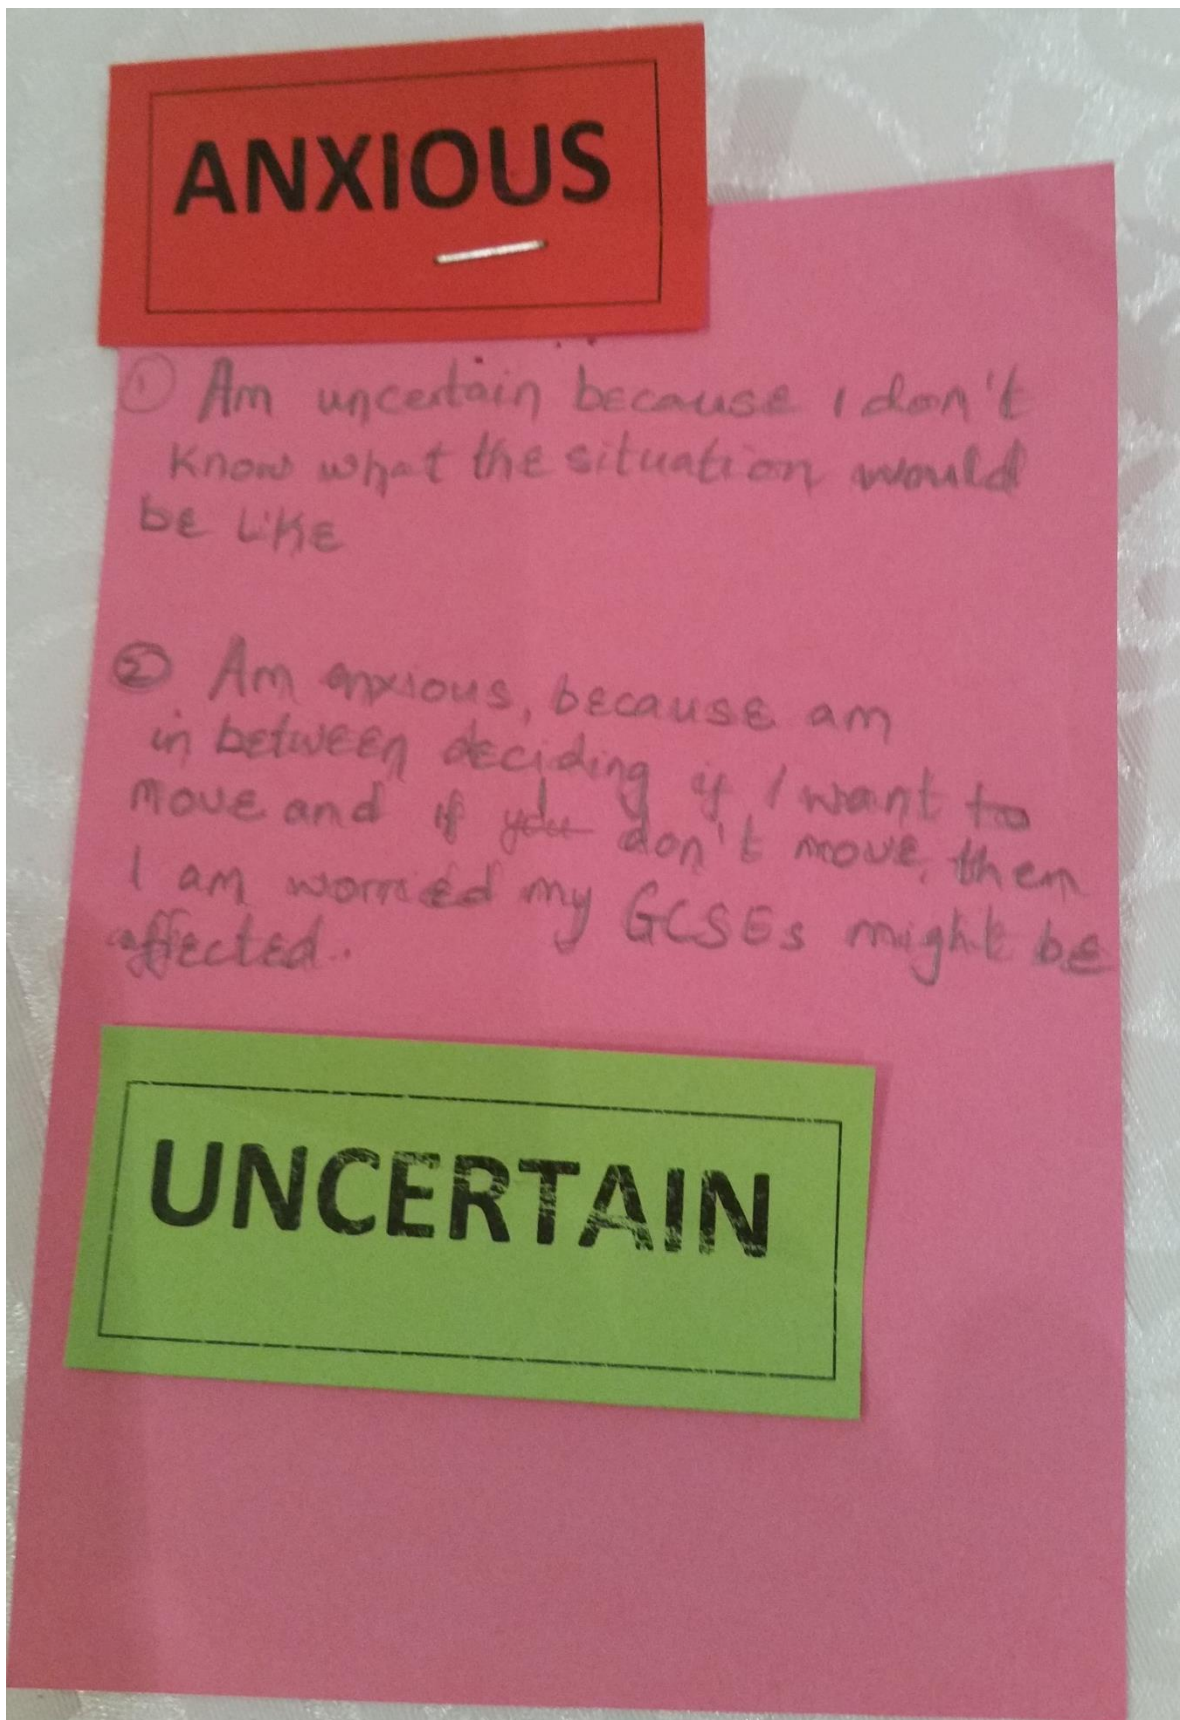 ANXIOUS
① Am uncertain because I don't
know what the situation would
be like
② Am anxious, because am
in between deciding if I want to
move and if I don't move, then
I am worried my GCSEs might be
affected.
UNCERTAIN